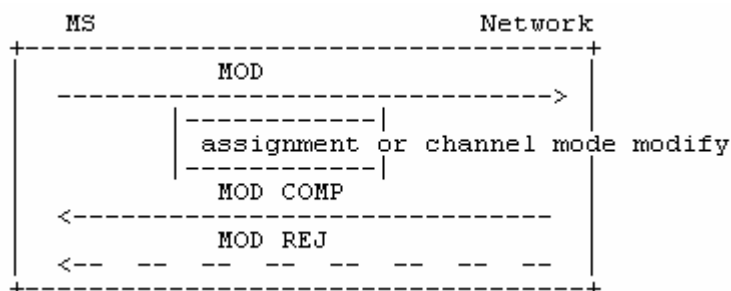 MS Network
MOD
assignment or channel mode modify
MOD COMP
MOD REJ